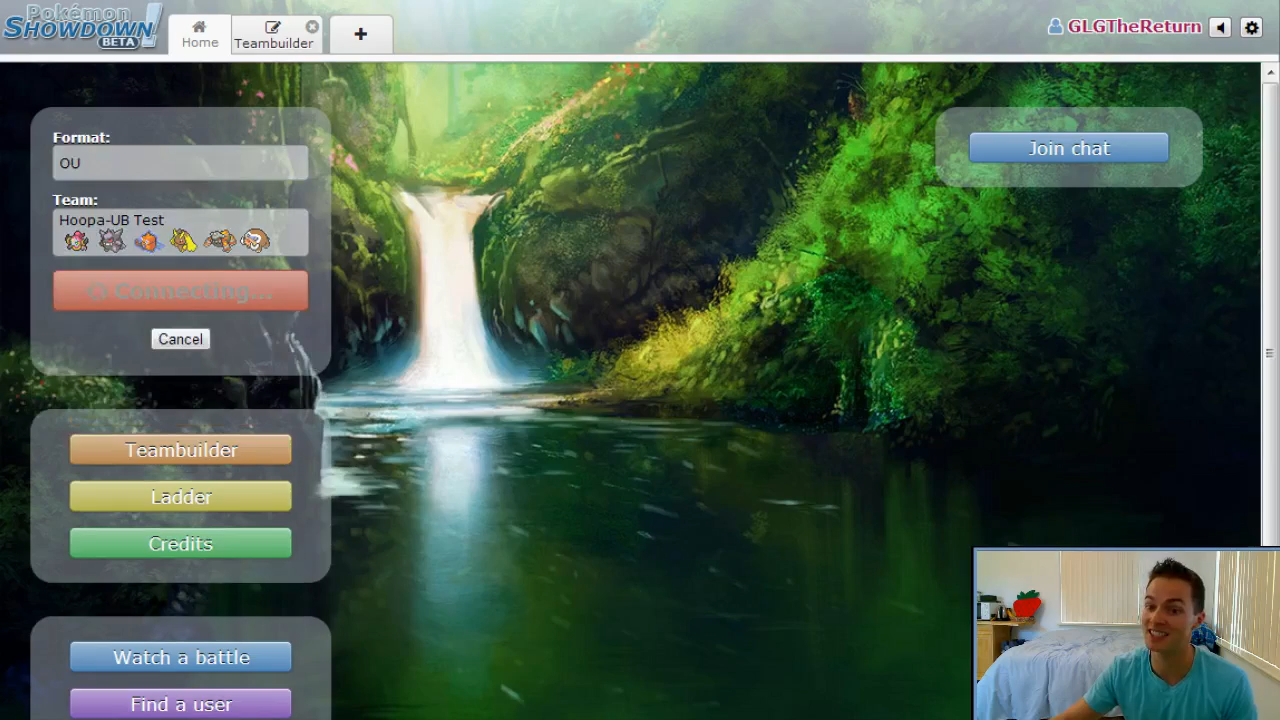 Pokémon
SHOWDOWN!
BETA
Home
Teambuilder
+
GLGTheReturn
Format:
OU
Team:
Hoopa-UB Test
Connecting...
Cancel
Join chat
Teambuilder
Ladder
Credits
Watch a battle
Find a user